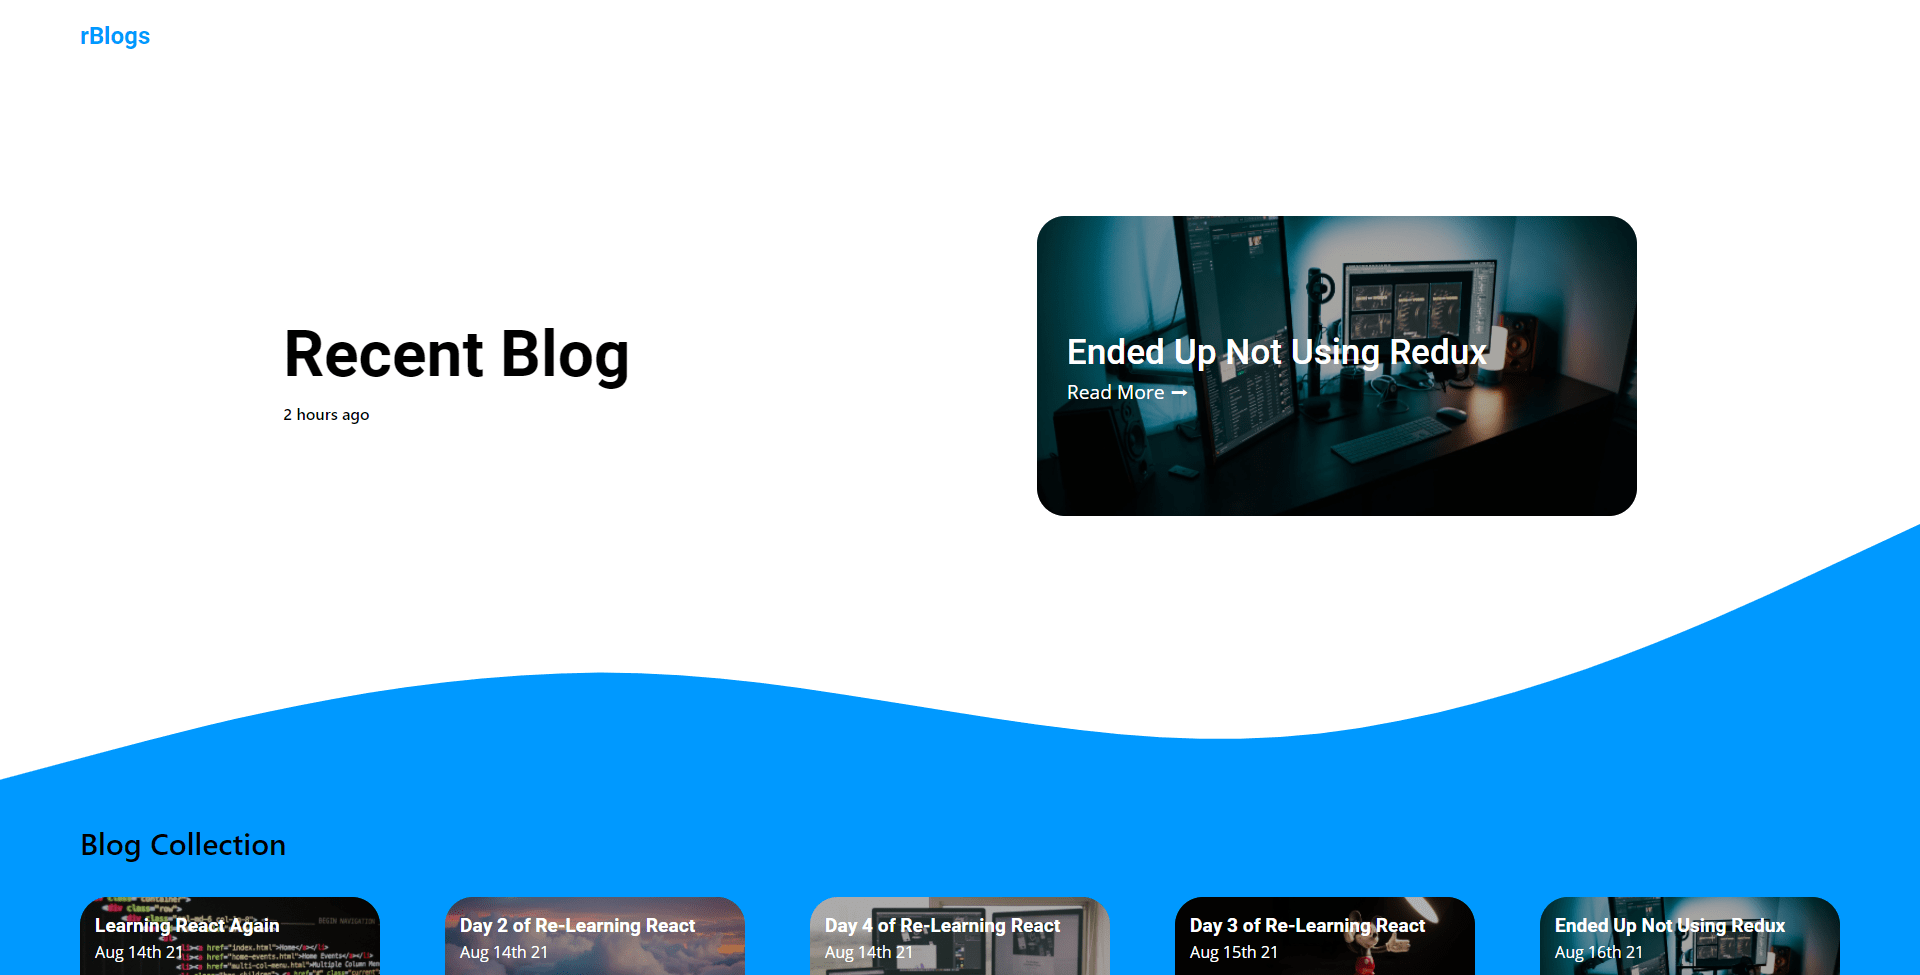 rBlogs
Recent Blog
2 hours ago
Ended Up Not Using Redux
Read More ➞
Blog Collection
Learning React Again
Aug 14th 21
Day 2 of Re-Learning React
Aug 14th 21
Day 4 of Re-Learning React
Aug 14th 21
Day 3 of Re-Learning React
Aug 15th 21
Ended Up Not Using Redux
Aug 16th 21